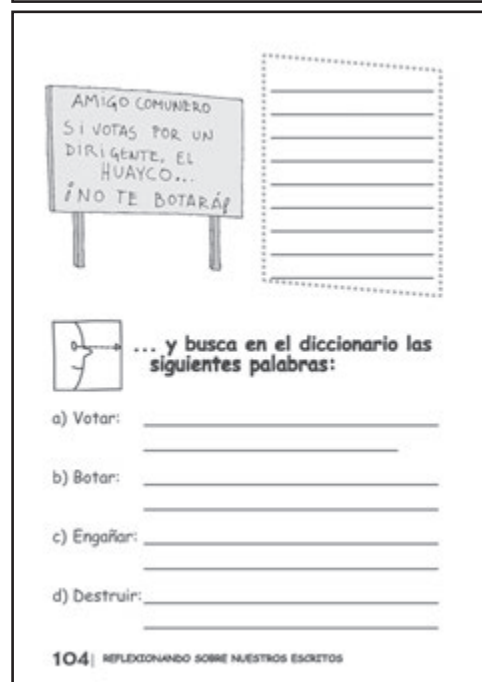 AMIGO COMUNERO
SI VOTAS POR UN
DIRIGENTE, EL
HUAYCO...
¡NO TE BOTARÁ!
... y busca en el diccionario las
siguientes palabras:
a) Votar:
b) Botar:
c) Engañar:
d) Destruir:
104| REFLEXIONANDO SOBRE NUESTROS ESCRITOS